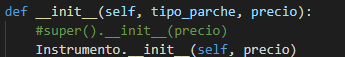 def __init__(self, tipo_parche, precio):
    #super().__init__(precio)
    Instrumento.__init__(self, precio)